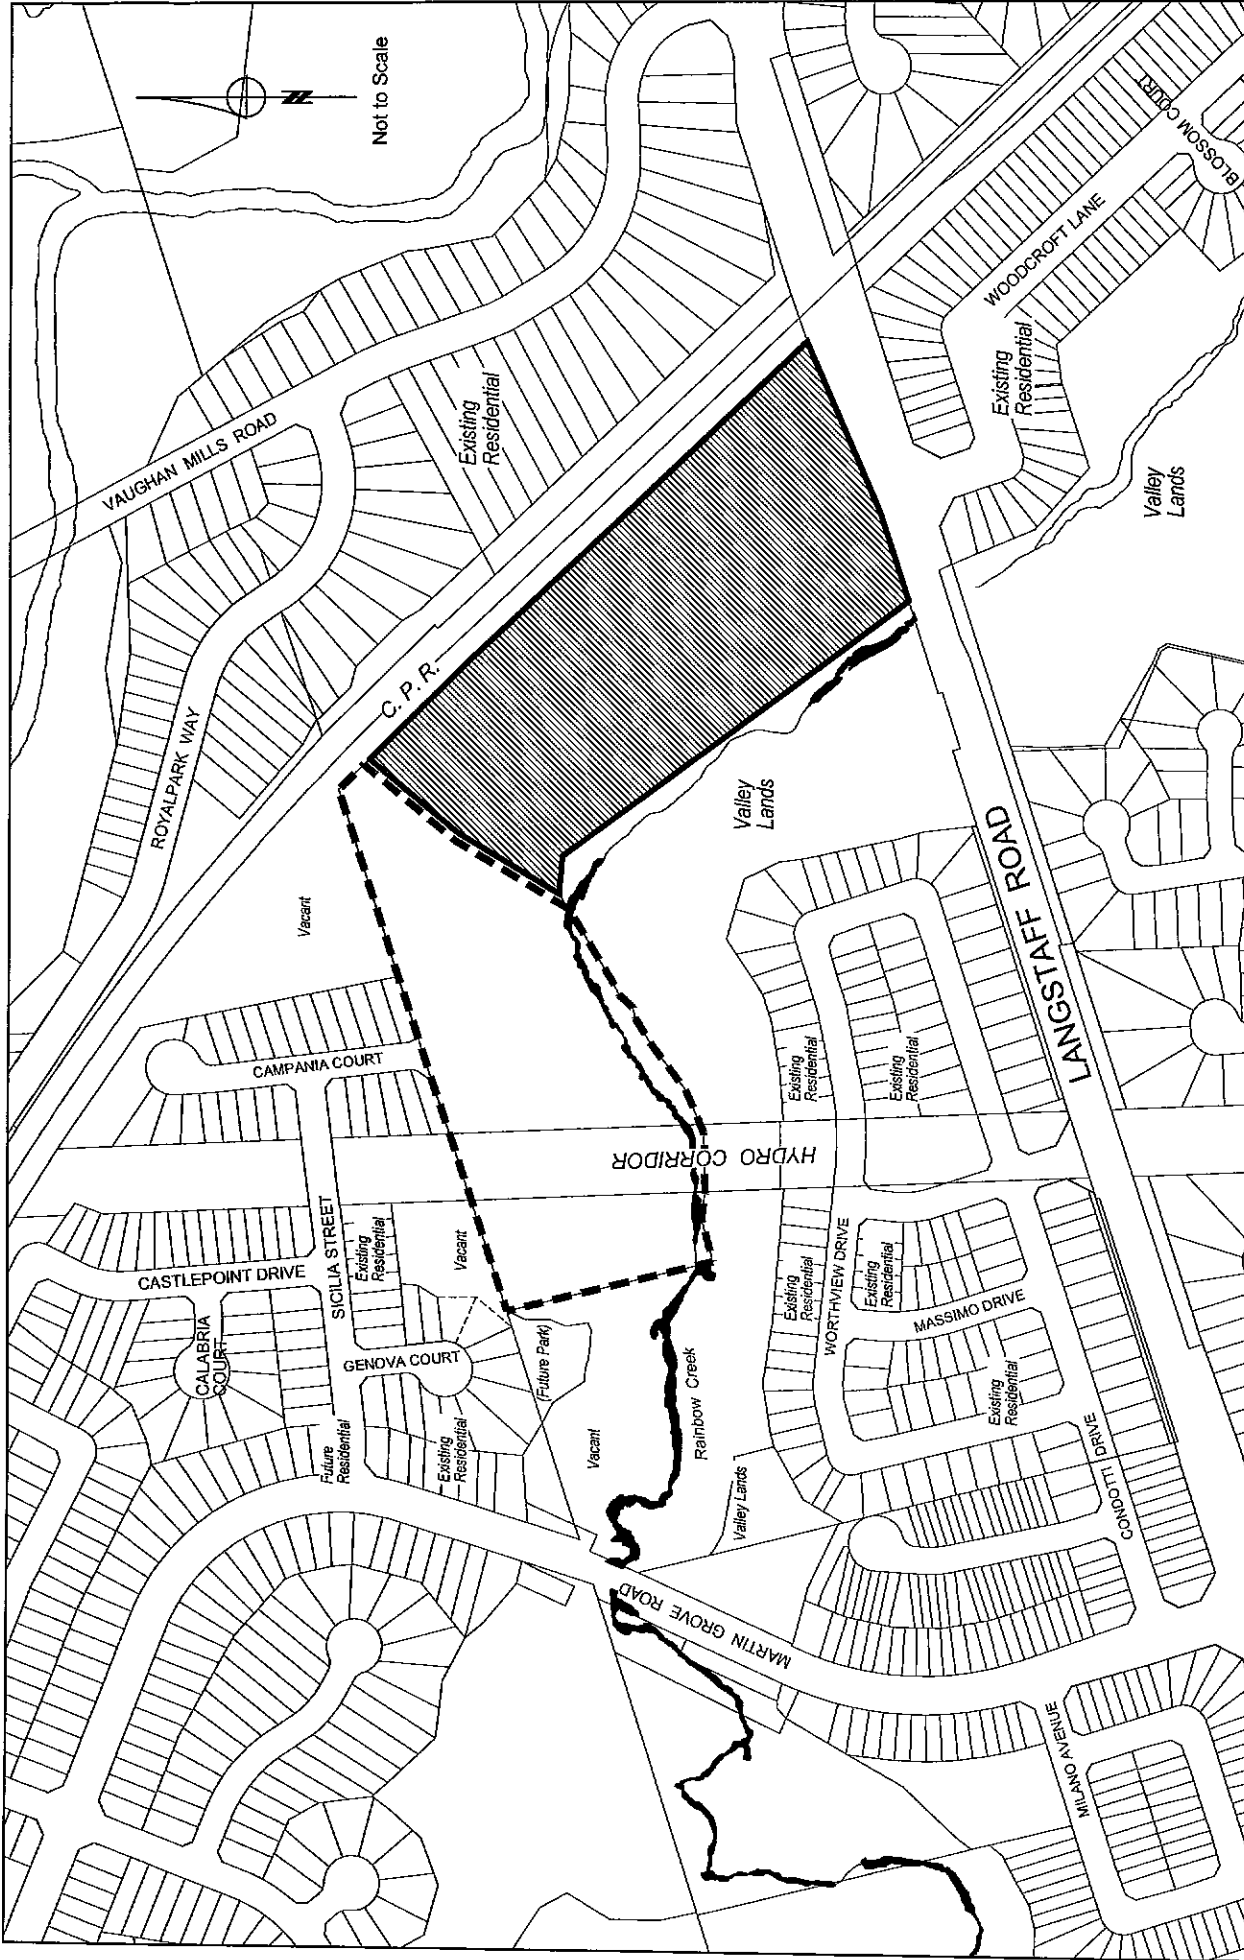 Not to Scale
VAUGHAN MILLS ROAD
Existing
Residential
ROYALPARK WAY
C. P. R.
WOODCROFT LANE
BLOSSOM COURT
Existing
Residential
Valley
Lands
Vacant
Valley
Lands
LANGSTAFF ROAD
CAMPANIA COURT
HYDRO CORRIDOR
Existing
Residential
Existing
Residential
CASTLEPOINT DRIVE
SICILIA STREET
Existing
Residential
Vacant
CALABRIA
COURT
GENOVA COURT
(Future Park)
Future
Residential
Existing
Residential
Vacant
Rainbow Creek
Valley Lands
Existing
Residential
WORTHVIEW DRIVE
Existing
Residential
MASSIMO DRIVE
Existing
Residential
CONDOTTI DRIVE
MARTIN GROVE ROAD
MILANO AVENUE